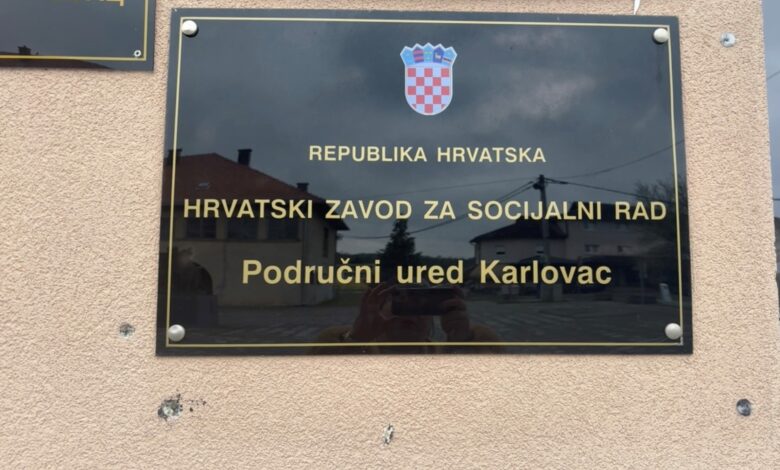 REPUBLIKA HRVATSKA
HRVATSKI ZAVOD ZA SOCIJALNI RAD
Područni ured Karlovac